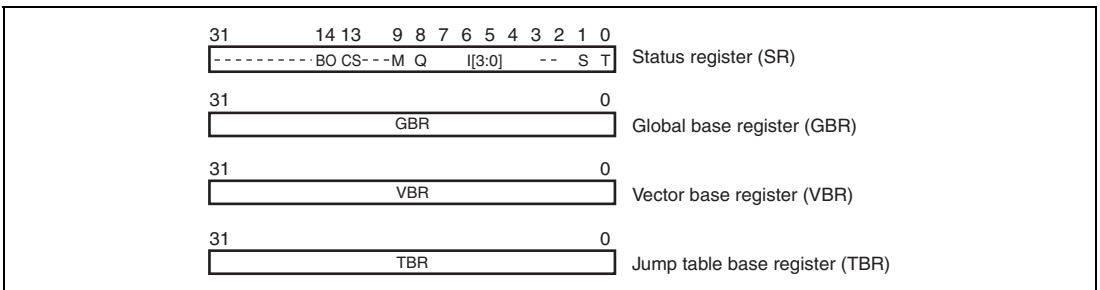 31 14 13 9 8 7 6 5 4 3 2 1 0
---------- BO CS---M Q I[3:0] -- S T Status register (SR)
31 0
GBR Global base register (GBR)
31 0
VBR Vector base register (VBR)
31 0
TBR Jump table base register (TBR)